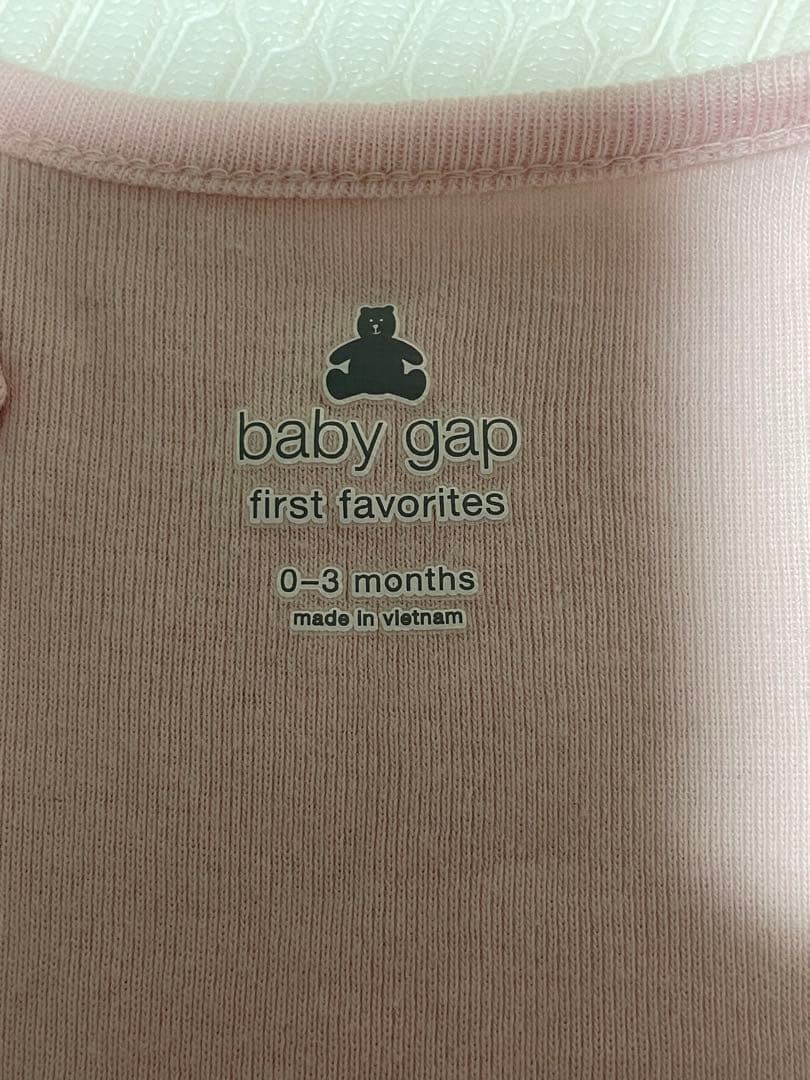 baby gap
first favorites
0–3 months
made in vietnam